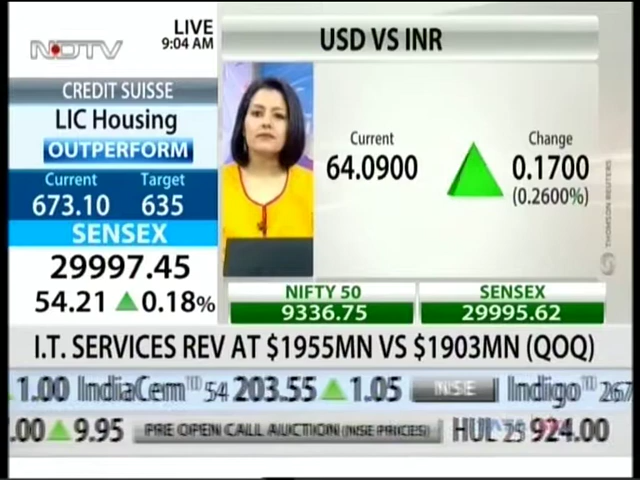 NDTV
LIVE
9:04 AM
CREDIT SUISSE
LIC Housing
OUTPERFORM
Current Target
673.10 635
SENSEX
29997.45
54.21 0.18%
USD VS INR
Current
64.0900
Change
0.1700
(0.2600%)
THOMSON REUTERS
NIFTY 50
9336.75
SENSEX
29995.62
I.T. SERVICES REV AT $1955MN VS $1903MN (QOQ)
1.00 IndiaCem TD 54 203.55 1.05 NSE Indigo TD 267
.00 9.95 PRE OPEN CALL AUCTION (NSE PRICES) HUL 25 924.00